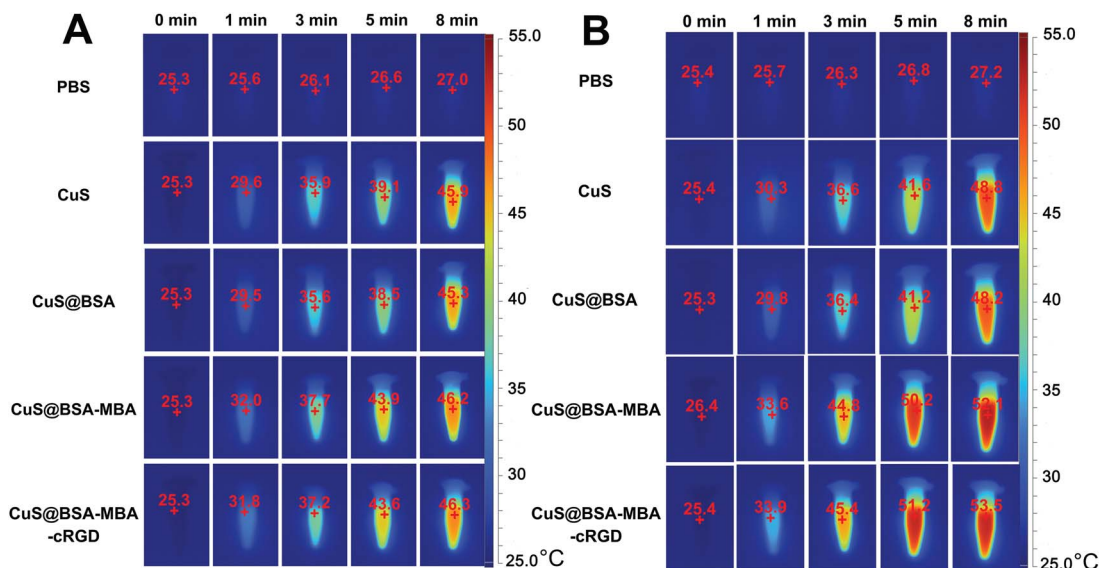 A
0 min 1 min 3 min 5 min 8 min
PBS
25.3 25.6 26.1 26.6 27.0
CuS
25.3 29.6 35.9 39.1 45.9
CuS@BSA
25.3 29.5 35.6 38.5 45.3
CuS@BSA-MBA
25.3 32.0 37.7 43.9 46.2
CuS@BSA-MBA
-cRGD
25.3 31.8 37.2 43.6 46.3
55.0
50
45
40
35
30
25.0°C
B
0 min 1 min 3 min 5 min 8 min
PBS
25.4 25.7 26.3 26.8 27.2
CuS
25.4 30.3 36.6 41.6 48.8
CuS@BSA
25.3 29.8 36.4 41.2 48.2
CuS@BSA-MBA
26.4 33.6 44.8 50.2
CuS@BSA-MBA
-cRGD
25.4 33.9 45.4 51.2 53.5
55.0
50
45
40
35
30
25.0°C